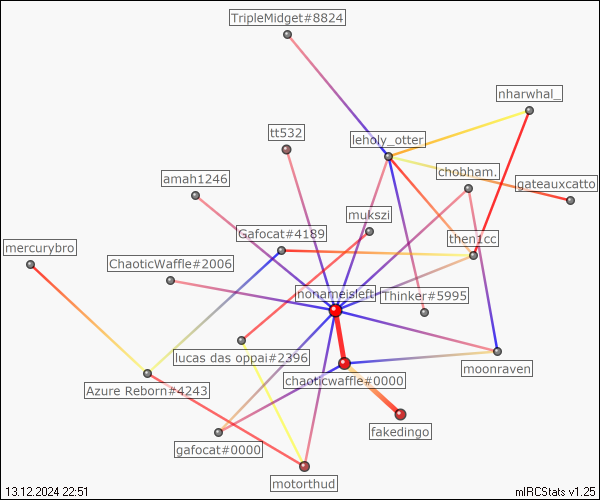 TripleMidget#8824
nharwhal_
tt532
leholy_otter
chobham.
amah1246
gateauxcatto
mukszi
Gafocat#4189
then1cc
mercurybro
ChaoticWaffle#2006
nonameisleft
Thinker#5995
lucas das oppai#2396
moonraven
chaoticwaffle#0000
Azure Reborn#4243
fakedingo
gafocat#0000
motorthud
13.12.2024 22:51
mIRCStats v1.25